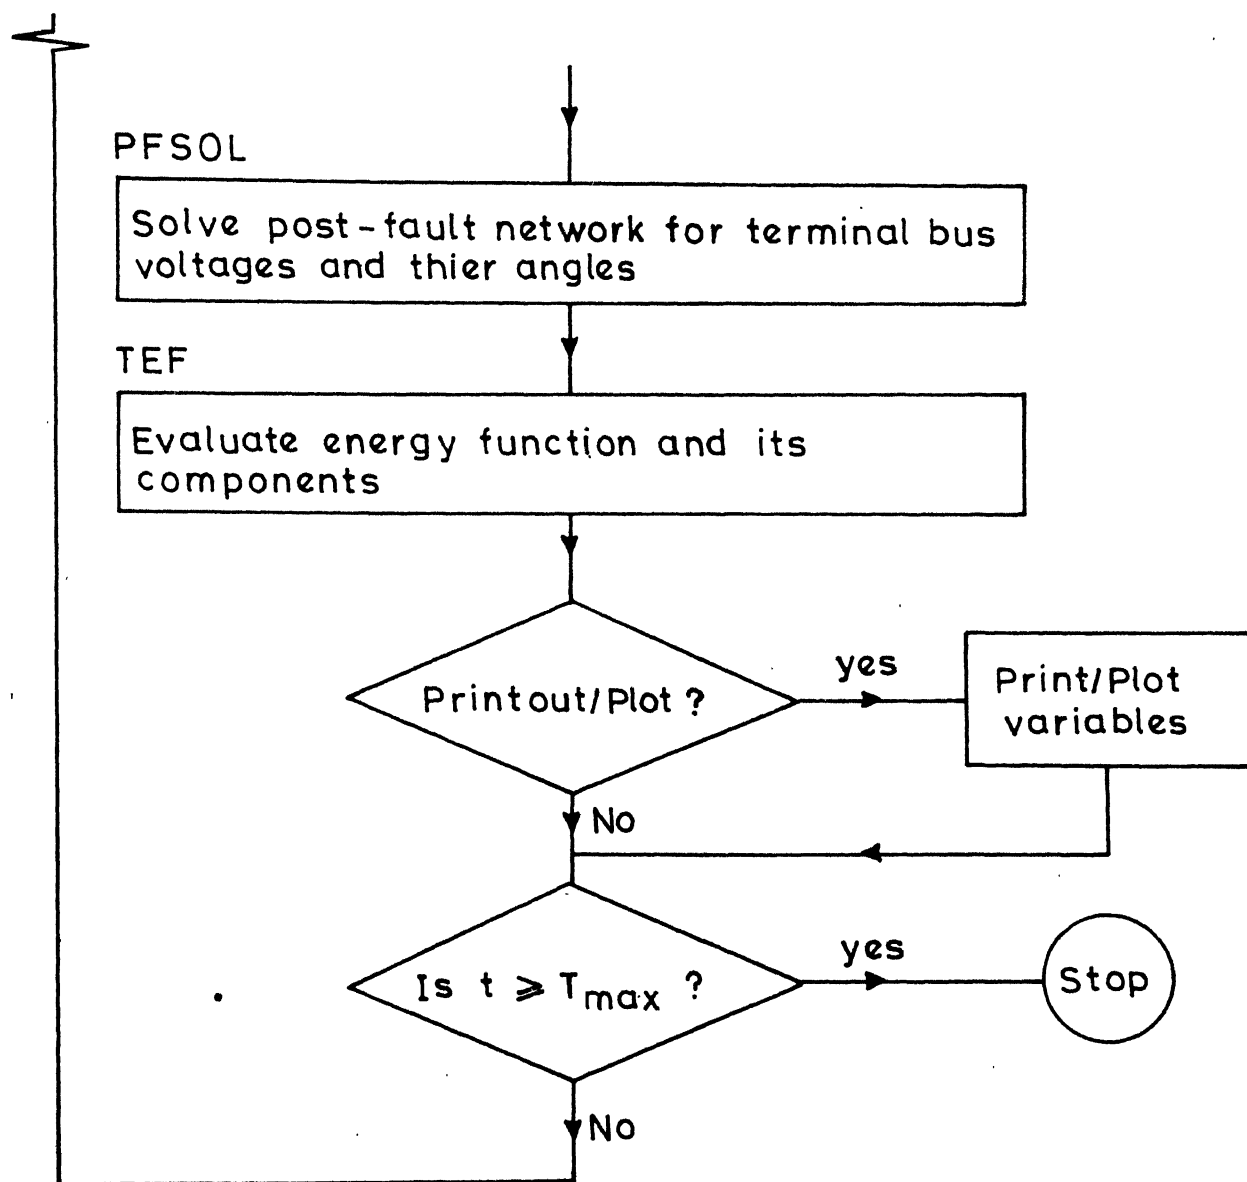 PFSOL
Solve post-fault network for terminal bus
voltages and thier angles
TEF
Evaluate energy function and its
components
Printout/Plot ?
yes
Print/Plot
variables
No
Is t ⩾ Tmax ?
yes
Stop
No